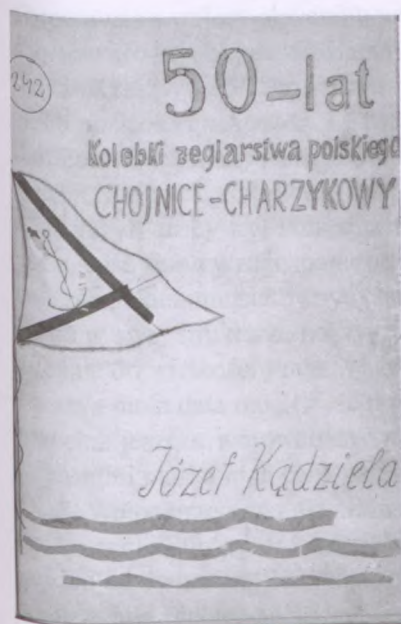 242
50-lat
Kolebki żeglarstwa polskiego
CHOJNICE-CHARZYKOWY
Józef Kądziela